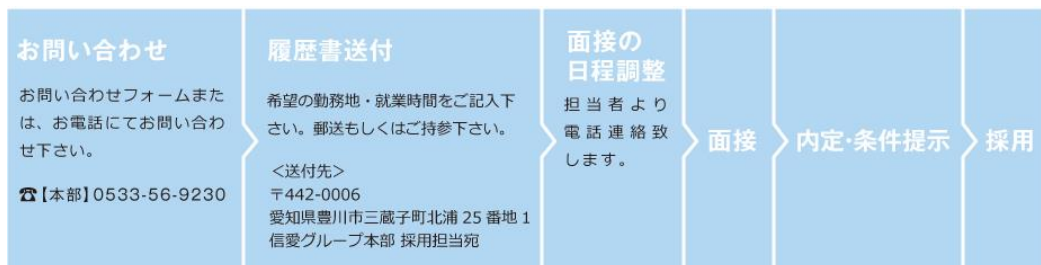 お問い合わせ
お問い合わせフォームまた
は、お電話にてお問い合わ
せ下さい。
☎【本部】0533-56-9230
履歴書送付
希望の勤務地・就業時間をご記入下
さい。郵送もしくはご持参下さい。
＜送付先＞
〒442-0006
愛知県豊川市三蔵子町北浦 25 番地 1
信愛グループ本部 採用担当宛
面接の
日程調整
担当者より
電話連絡致
します。
面接
内定・条件提示
採用